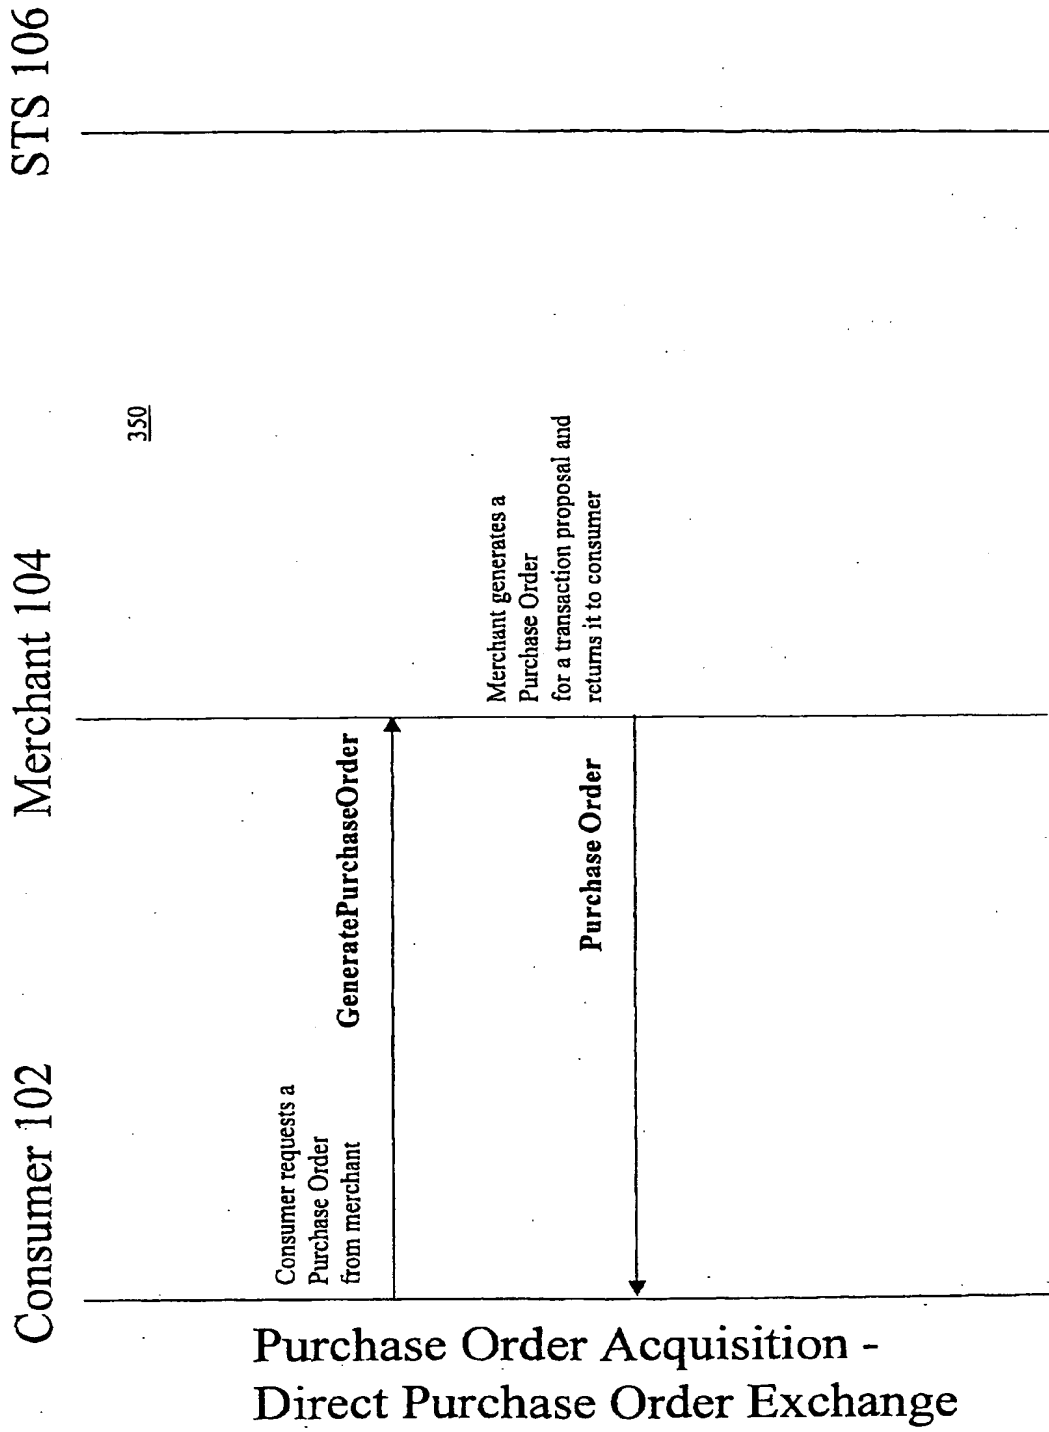 Consumer 102
Merchant 104
STS 106
350
Consumer requests a
Purchase Order
from merchant
GeneratePurchaseOrder
Merchant generates a
Purchase Order
for a transaction proposal and
returns it to consumer
Purchase Order
Purchase Order Acquisition -
Direct Purchase Order Exchange